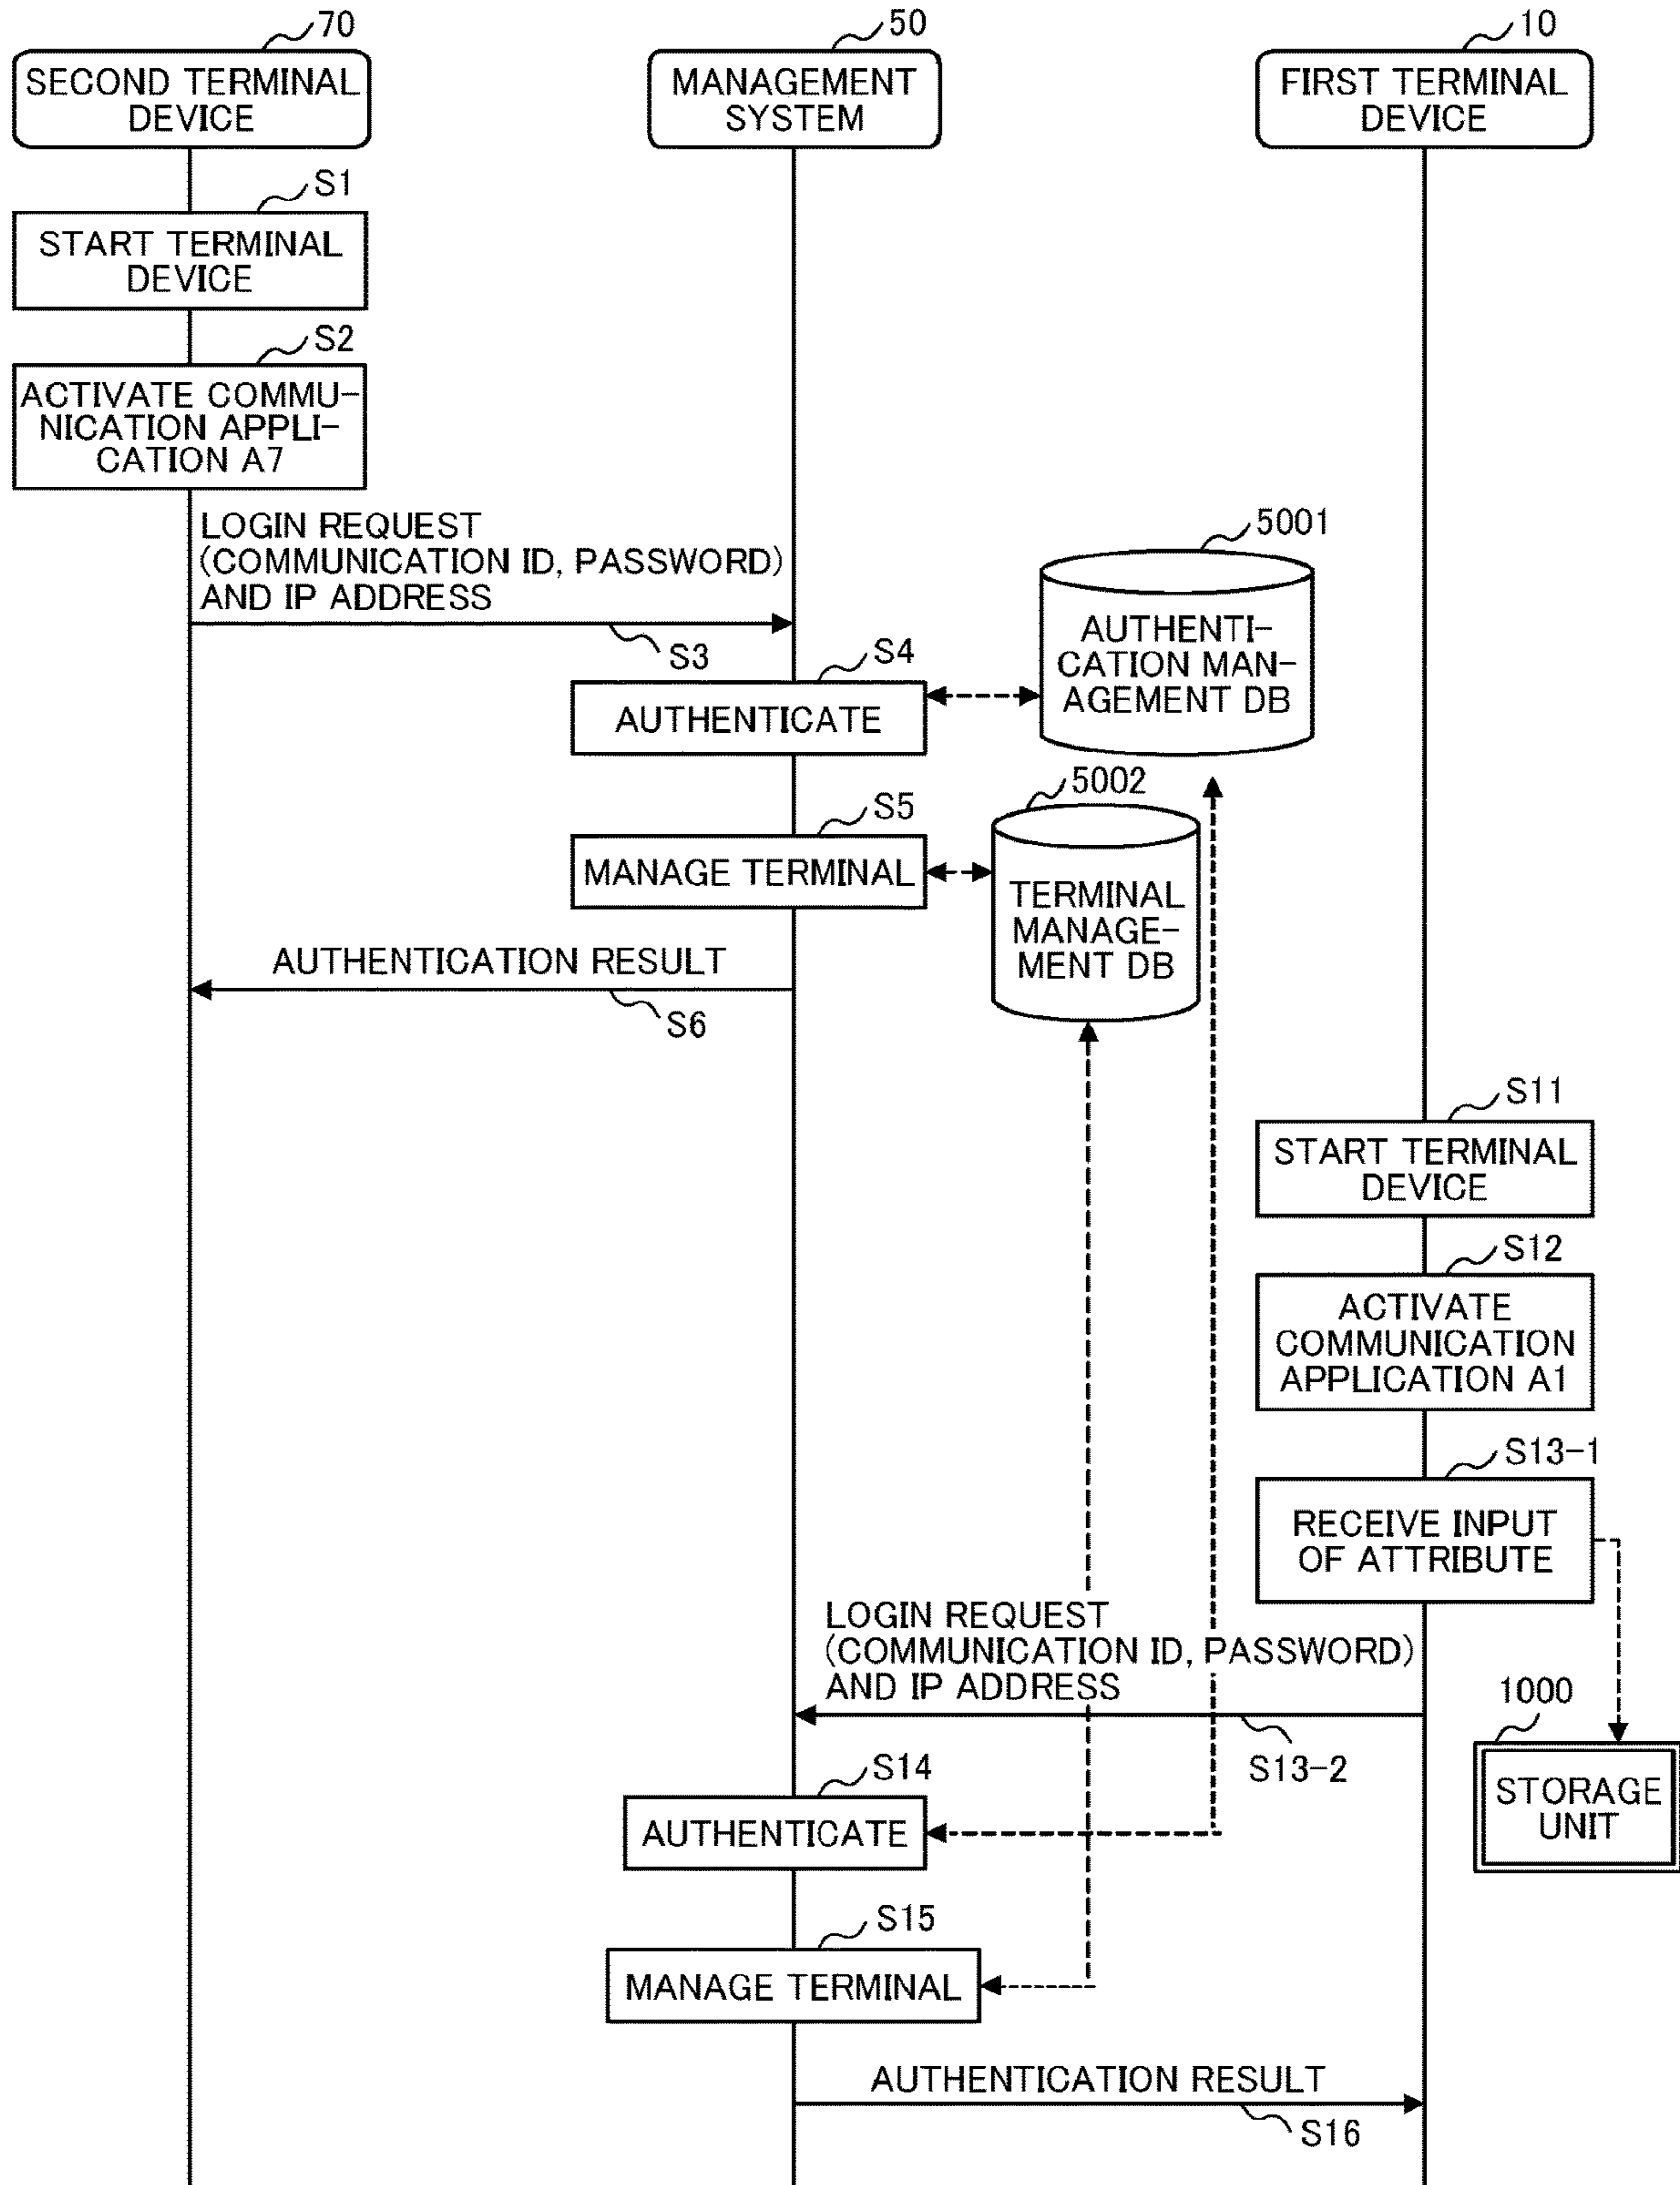 70
50
10
SECOND TERMINAL
DEVICE
MANAGEMENT
SYSTEM
FIRST TERMINAL
DEVICE
S1
START TERMINAL
DEVICE
S2
ACTIVATE COMMU-
NICATION APPLI-
CATION A7
LOGIN REQUEST
(COMMUNICATION ID, PASSWORD)
AND IP ADDRESS
S3
5001
AUTHENTI-
CATION MAN-
AGEMENT DB
S4
AUTHENTICATE
5002
TERMINAL
MANAGE-
MENT DB
S5
MANAGE TERMINAL
AUTHENTICATION RESULT
S6
S11
START TERMINAL
DEVICE
S12
ACTIVATE
COMMUNICATION
APPLICATION A1
S13-1
RECEIVE INPUT
OF ATTRIBUTE
LOGIN REQUEST
(COMMUNICATION ID, PASSWORD)
AND IP ADDRESS
S13-2
1000
STORAGE
UNIT
S14
AUTHENTICATE
S15
MANAGE TERMINAL
AUTHENTICATION RESULT
S16